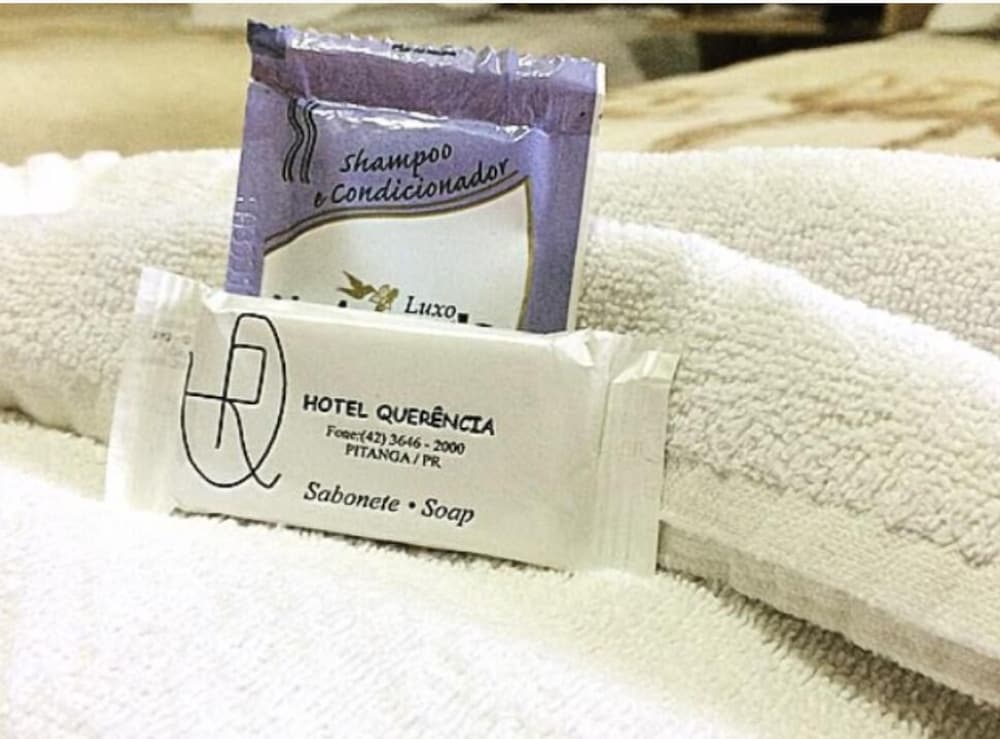 Shampoo
e Condicionador
Luxo
HOTEL QUERÊNCIA
Fone:(42) 3646 - 2000
PITANGA / PR
Sabonete • Soap